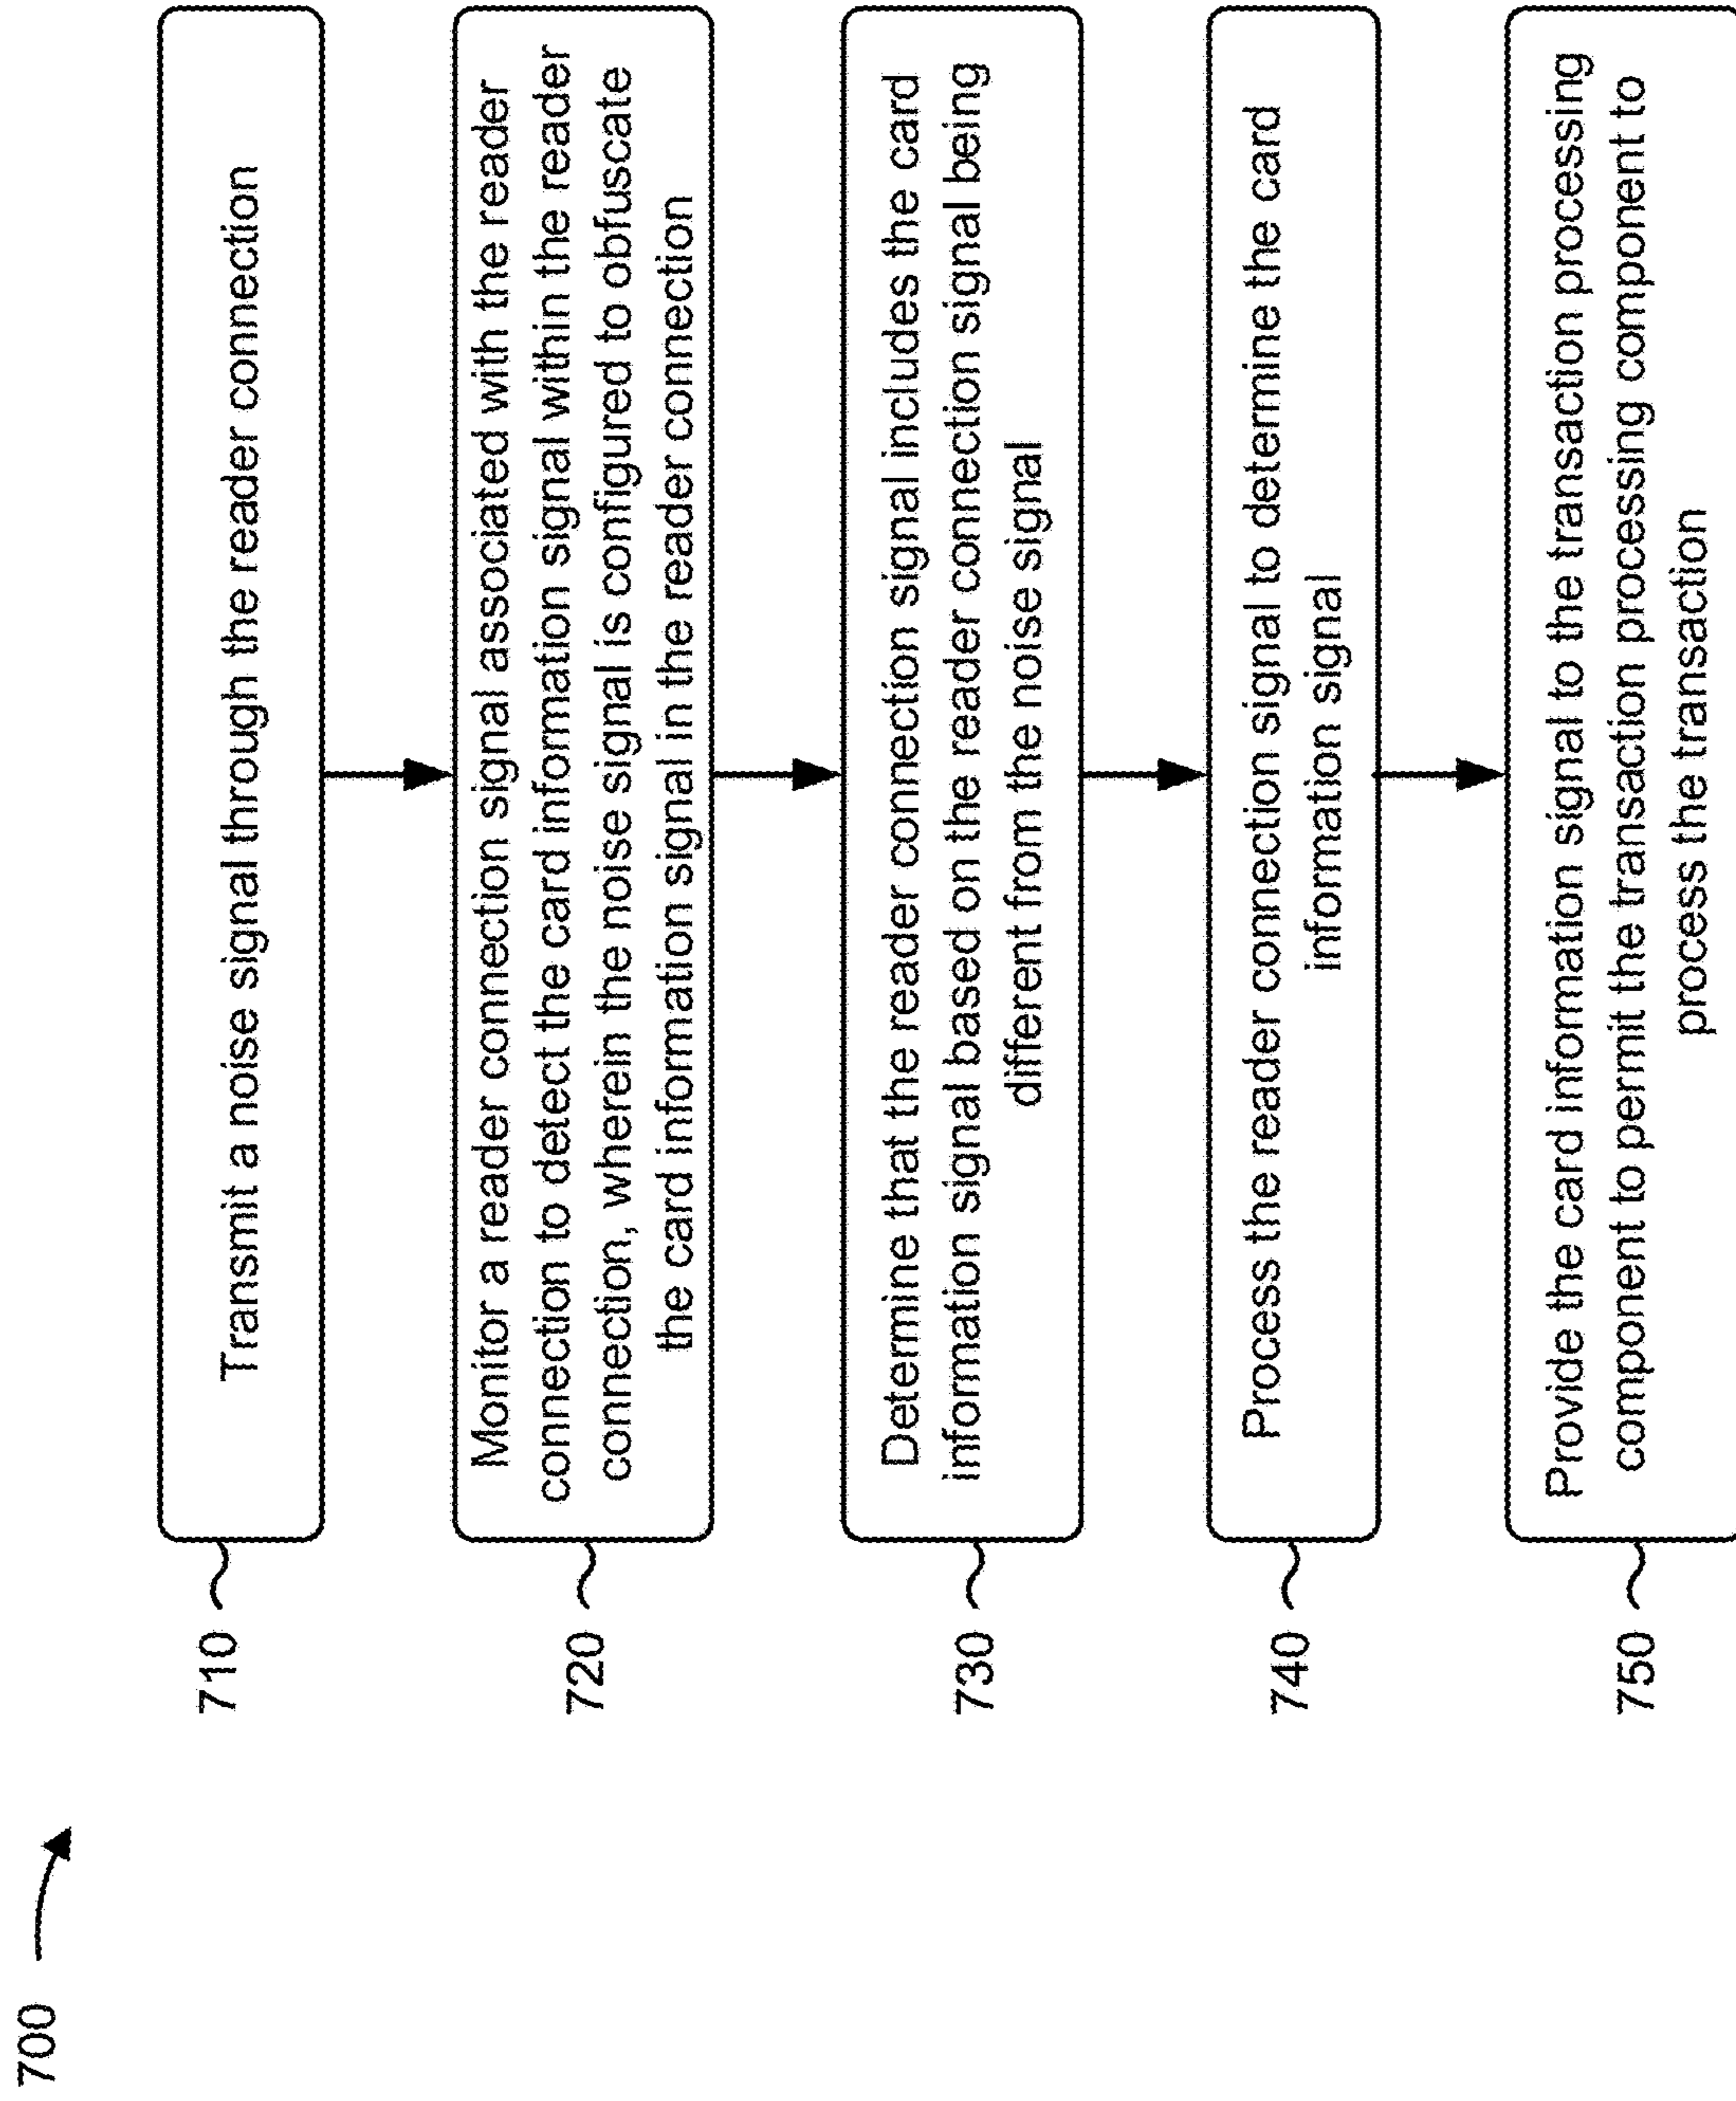 700
710
Transmit a noise signal through the reader connection
720
Monitor a reader connection signal associated with the reader
connection to detect the card information signal within the reader
connection, wherein the noise signal is configured to obfuscate
the card information signal in the reader connection
730
Determine that the reader connection signal includes the card
information signal based on the reader connection signal being
different from the noise signal
740
Process the reader connection signal to determine the card
information signal
750
Provide the card information signal to the transaction processing
component to permit the transaction processing component to
process the transaction